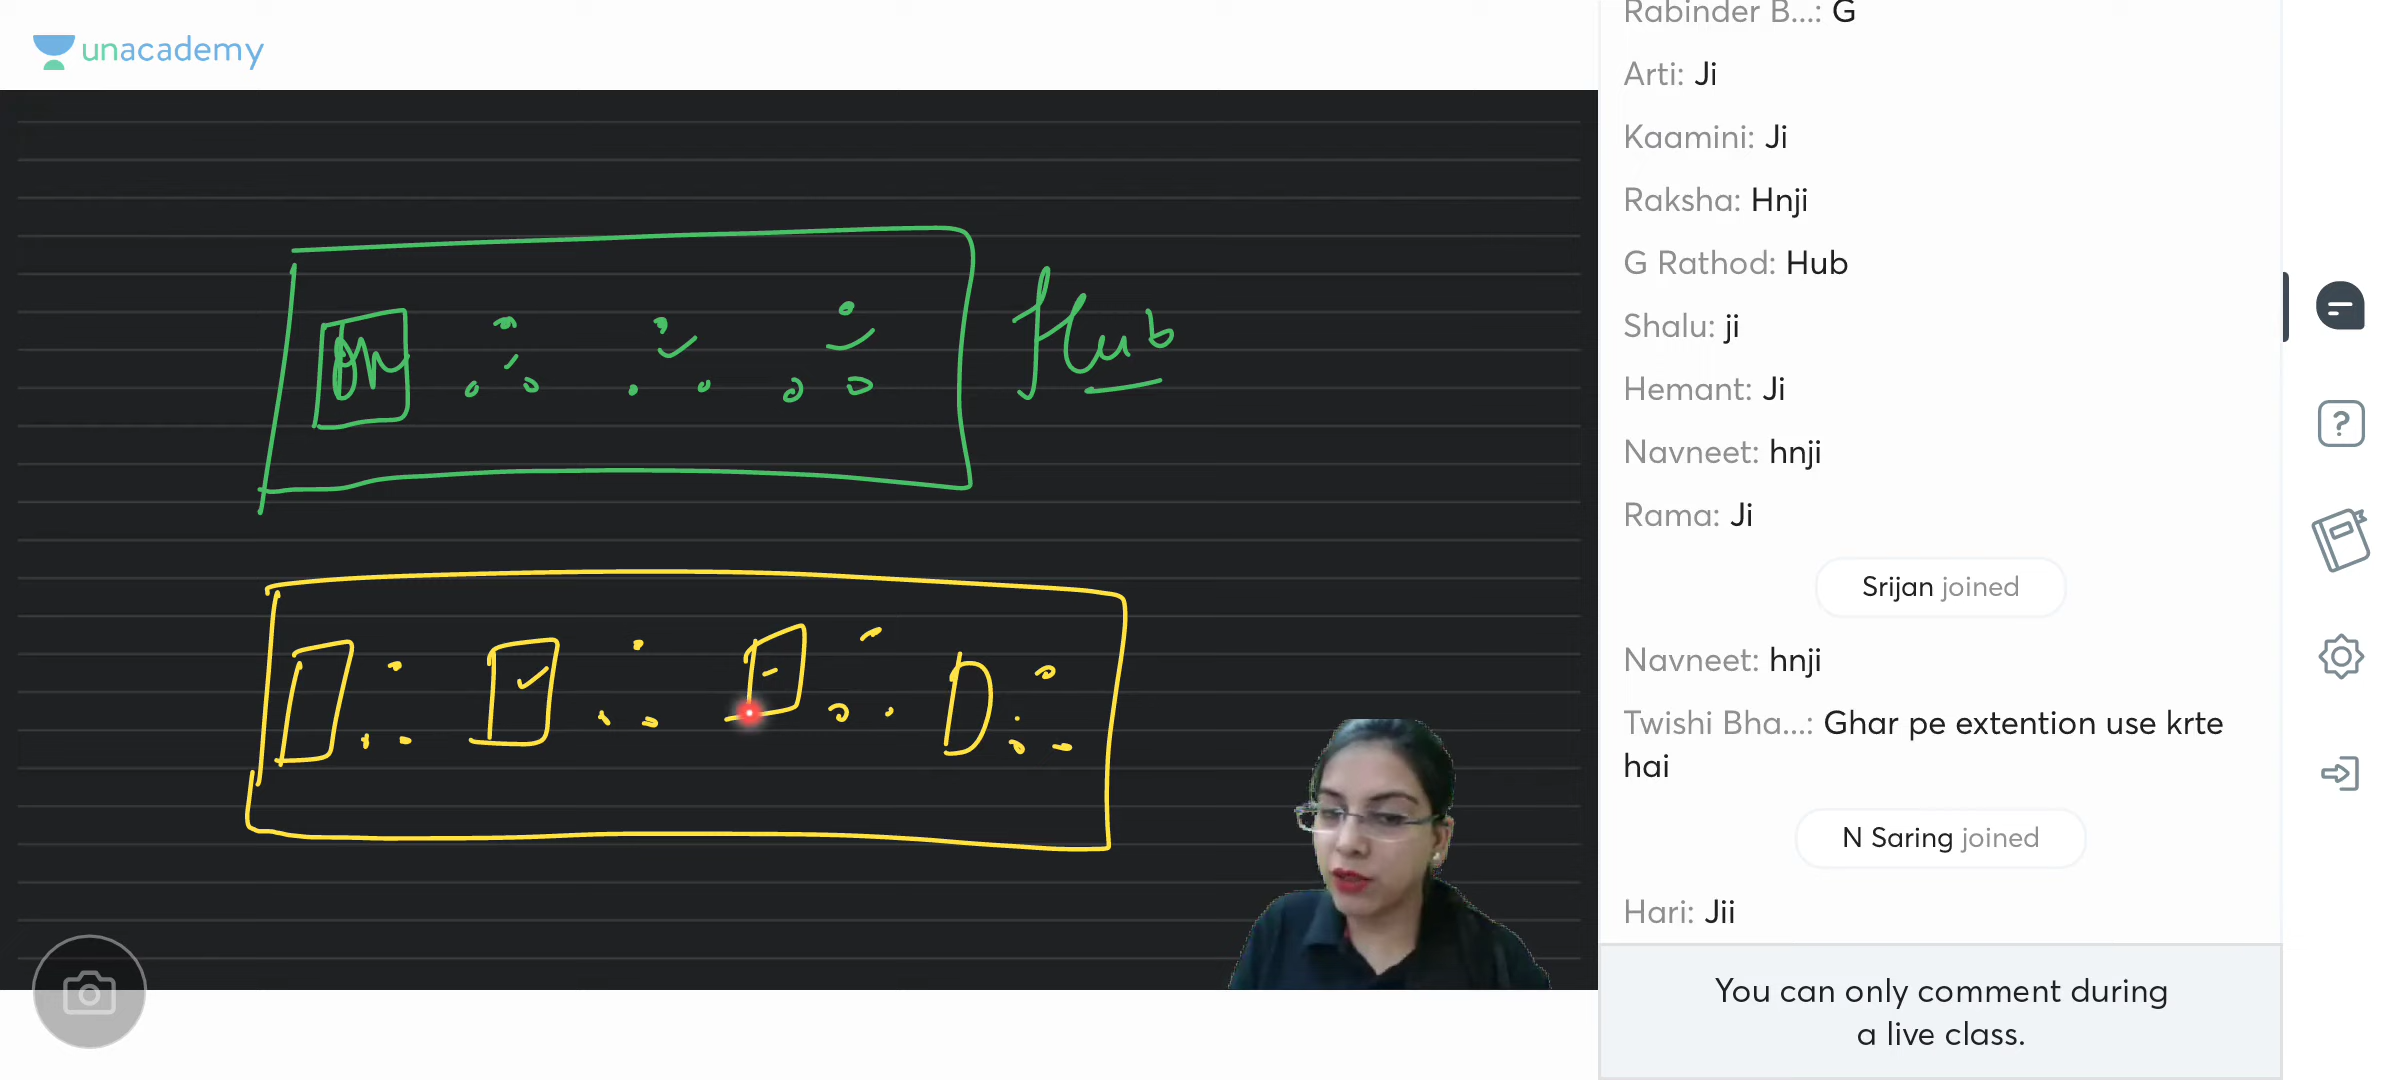 unacademy
ON
Hub
Rabinder B...: G
Arti: Ji
Kaamini: Ji
Raksha: Hnji
G Rathod: Hub
Shalu: ji
Hemant: Ji
Navneet: hnji
Rama: Ji
Srijan joined
Navneet: hnji
Twishi Bha...: Ghar pe extention use krte
hai
N Saring joined
Hari: Jii
You can only comment during
a live class.